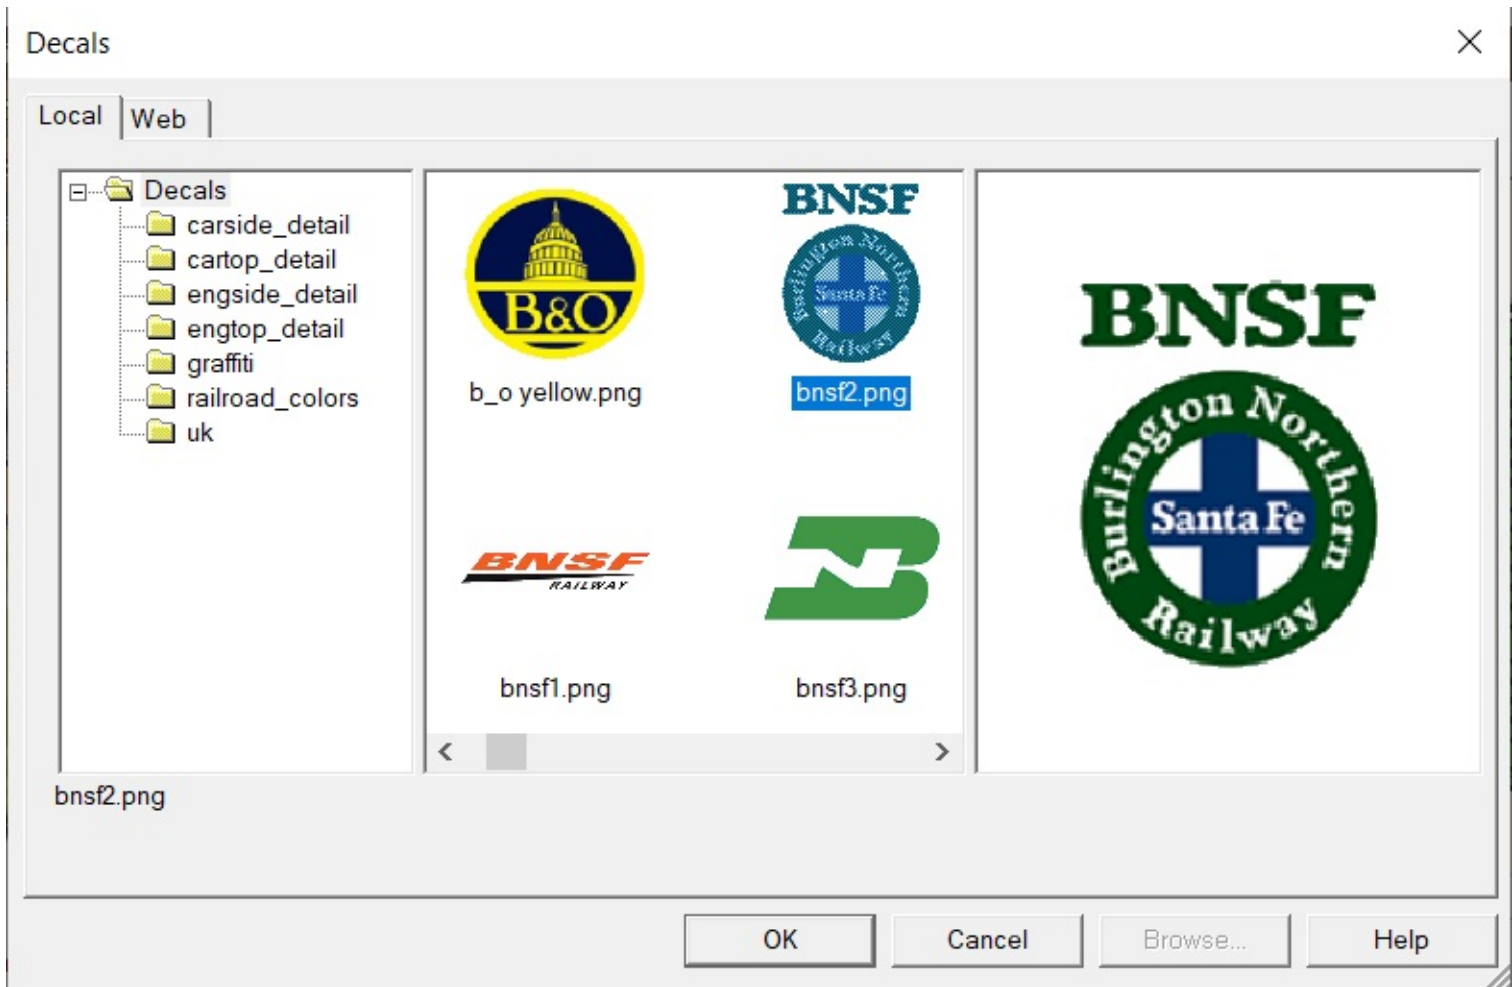 Decals
Local
Web
Decals
carside_detail
cartop_detail
engside_detail
engtop_detail
graffiti
railroad_colors
uk
B&O
b_o yellow.png
BNSF
Burlington Northern
Santa Fe
Railway
bnsf2.png
BNSF
RAILWAY
bnsf1.png
bnsf3.png
BNSF
Burlington Northern
Santa Fe
Railway
bnsf2.png
OK
Cancel
Browse...
Help